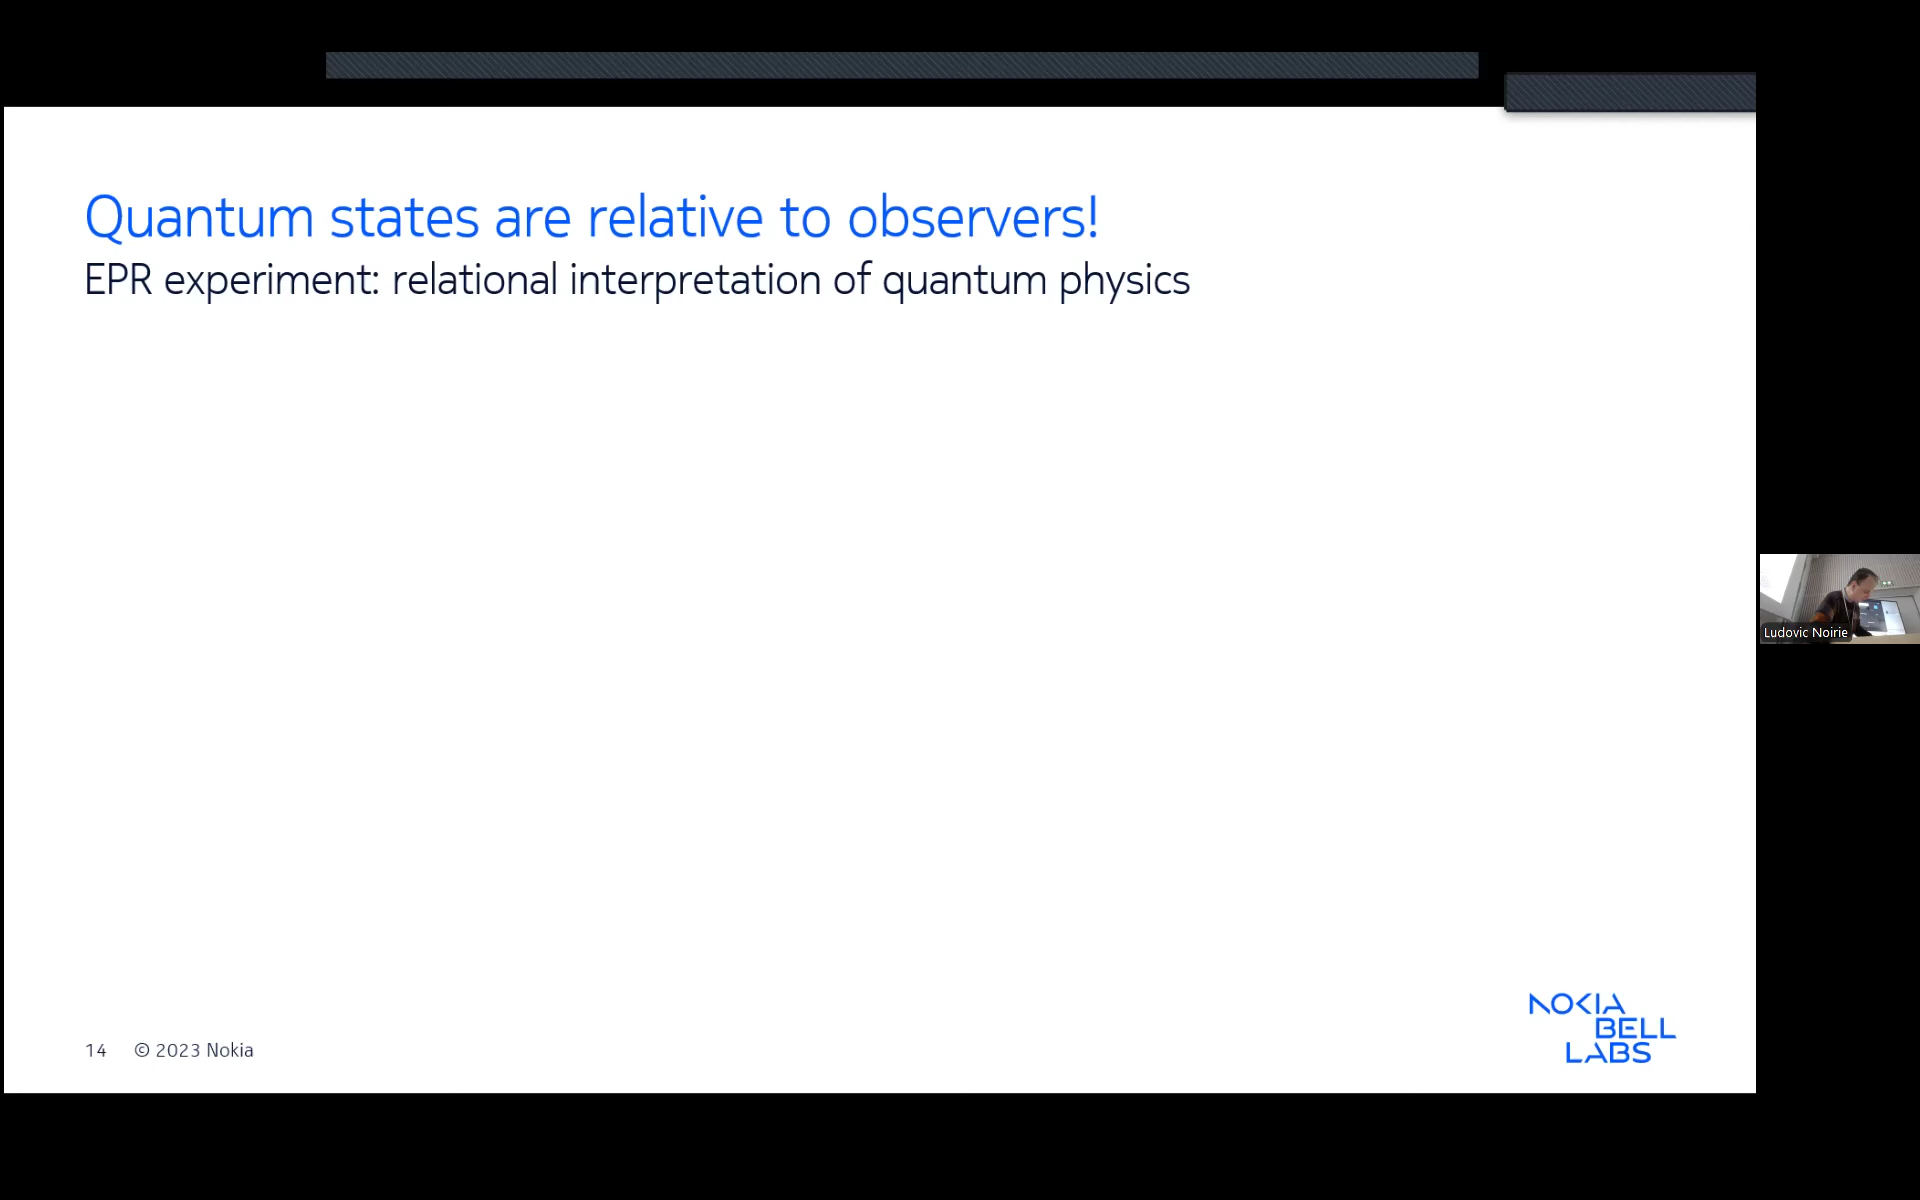 Quantum states are relative to observers!
EPR experiment: relational interpretation of quantum physics
Ludovic Noirie
14 © 2023 Nokia
NOKIA
BELL
LABS